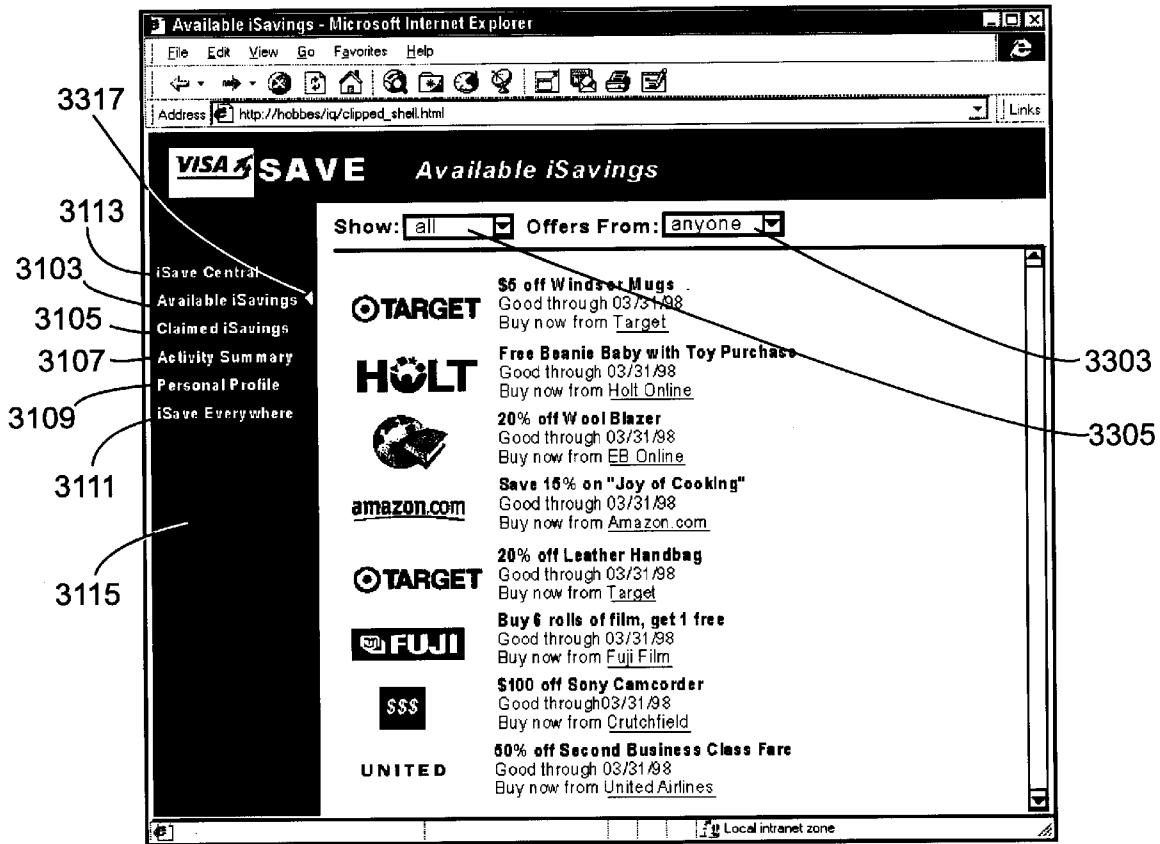 Available iSavings - Microsoft Internet Explorer
File Edit View Go Favorites Help
Address http://hobbes/iq/clipped_shell.html Links
3317
VISA SAVE Available iSavings
Show: all Offers From: anyone
3113
3103
3105
3107
3109
3111
3115
iSave Central
Available iSavings
Claimed iSavings
Activity Summary
Personal Profile
iSave Everywhere
TARGET
$5 off Windsor Mugs
Good through 03/31/98
Buy now from Target
HOLT
Free Beanie Baby with Toy Purchase
Good through 03/31/98
Buy now from Holt Online
20% off Wool Blazer
Good through 03/31/98
Buy now from EB Online
amazon.com
Save 15% on "Joy of Cooking"
Good through 03/31/98
Buy now from Amazon.com
TARGET
20% off Leather Handbag
Good through 03/31/98
Buy now from Target
FUJI
Buy 6 rolls of film, get 1 free
Good through 03/31/98
Buy now from Fuji Film
$$$
$100 off Sony Camcorder
Good through03/31/98
Buy now from Crutchfield
UNITED
50% off Second Business Class Fare
Good through 03/31/98
Buy now from United Airlines
3303
3305
Local intranet zone